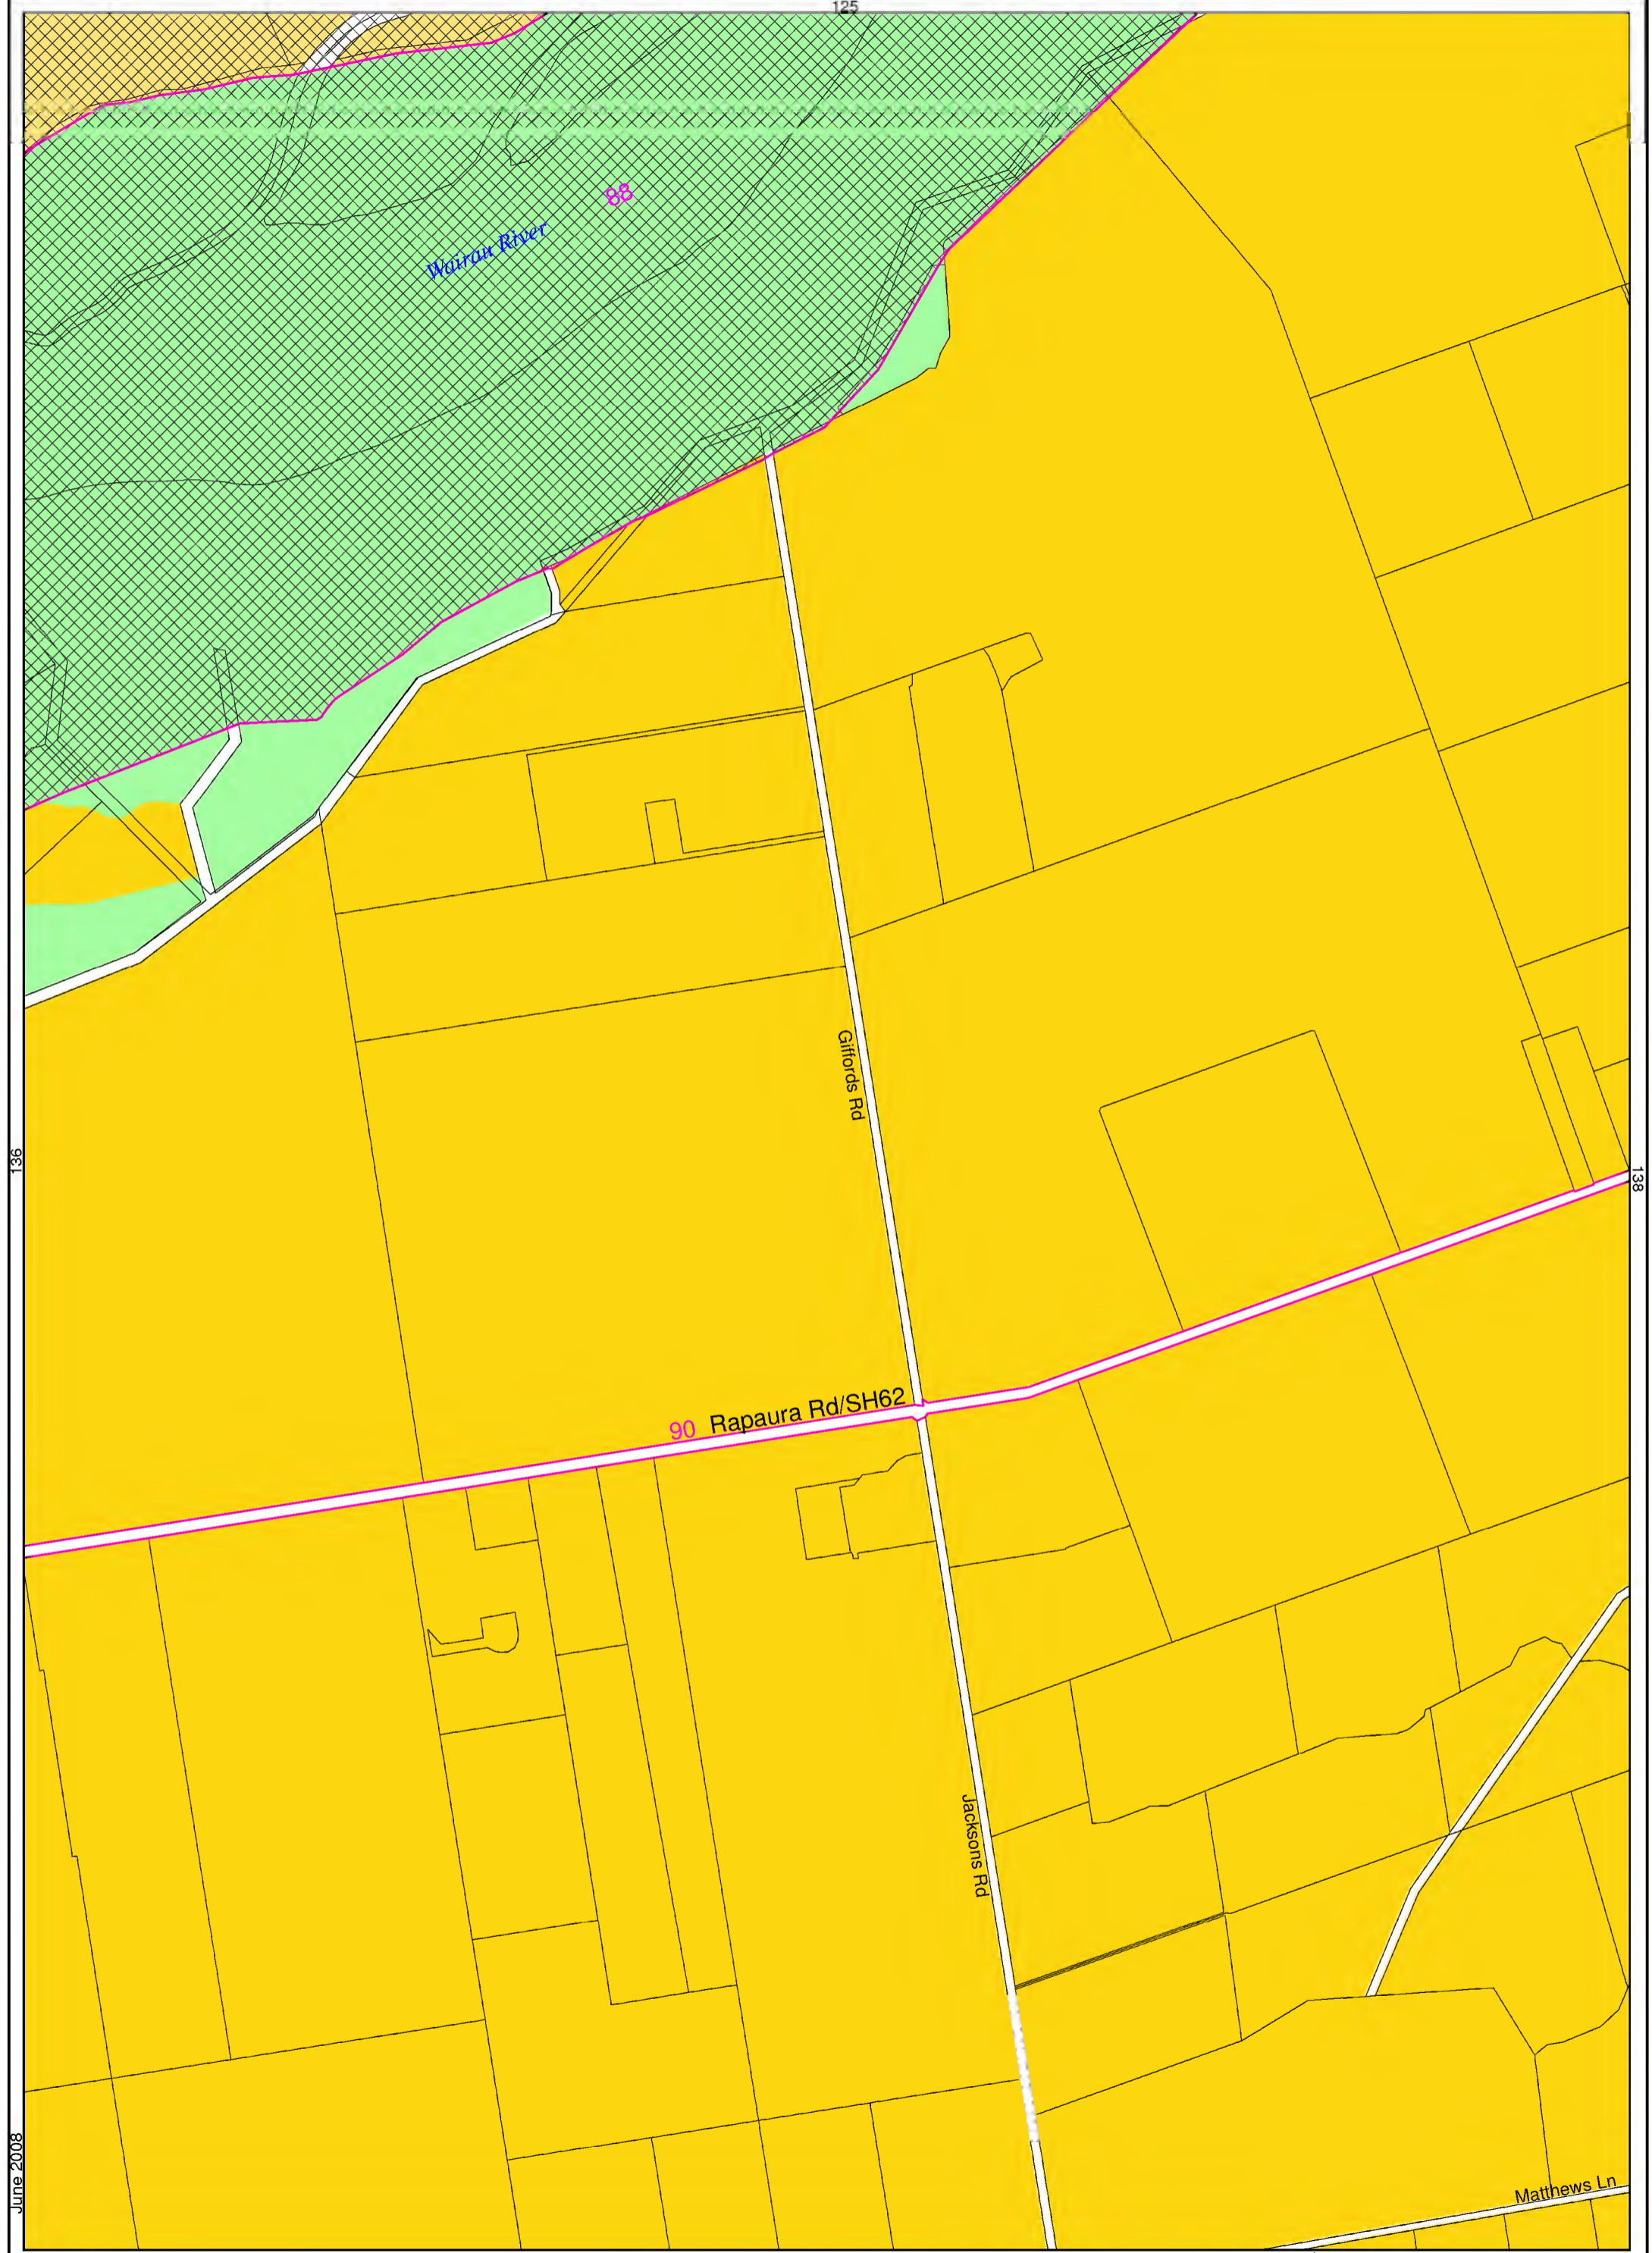 125
88
Wairau River
136
Giffords Rd
138
90 Rapaura Rd/SH62
Jacksons Rd
June 2008
Matthews Ln